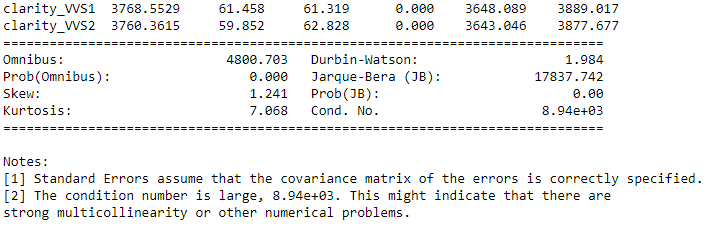 clarity_VVS1 3768.5529 61.458 61.319 0.000 3648.089 3889.017
clarity_VVS2 3760.3615 59.852 62.828 0.000 3643.046 3877.677
==============================================================================
Omnibus: 4800.703 Durbin-Watson: 1.984
Prob(Omnibus): 0.000 Jarque-Bera (JB): 17837.742
Skew: 1.241 Prob(JB): 0.00
Kurtosis: 7.068 Cond. No. 8.94e+03
==============================================================================
Notes:
[1] Standard Errors assume that the covariance matrix of the errors is correctly specified.
[2] The condition number is large, 8.94e+03. This might indicate that there are
strong multicollinearity or other numerical problems.